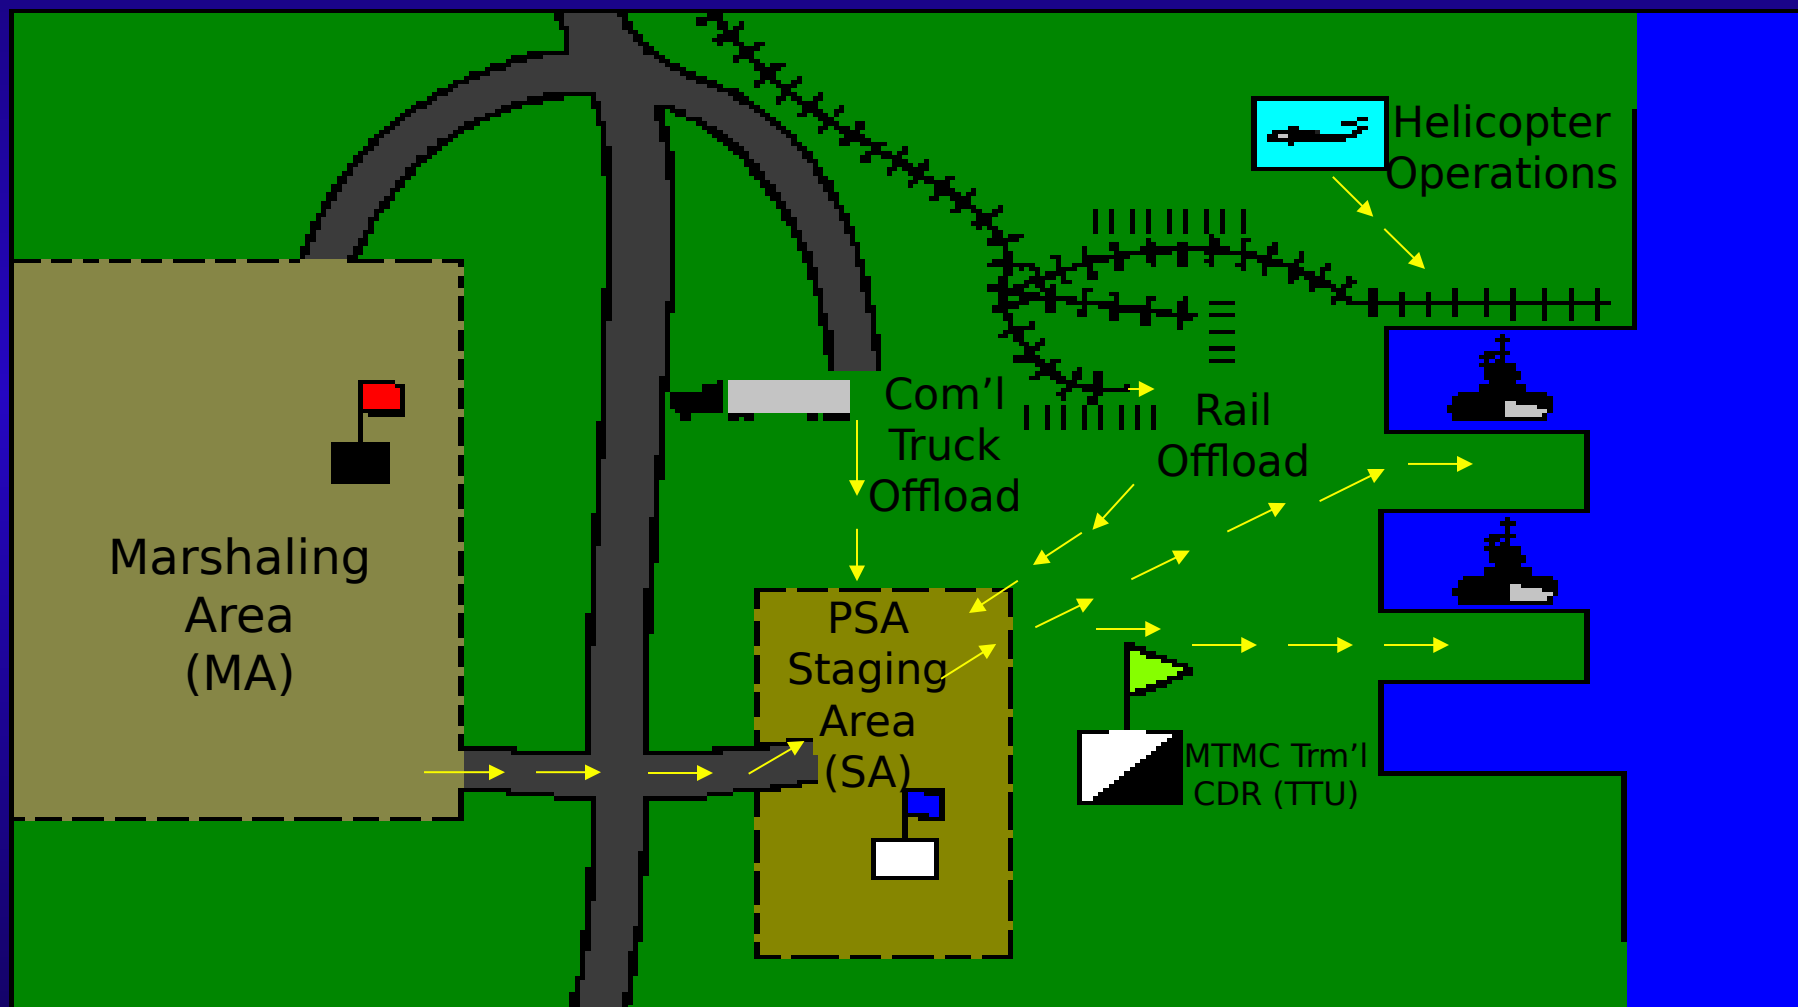 Helicopter
Operations
Com’l
Truck
Offload
Rail
Offload
Marshaling
Area
(MA)
PSA
Staging
Area
(SA)
MTMC Trm’l
CDR (TTU)